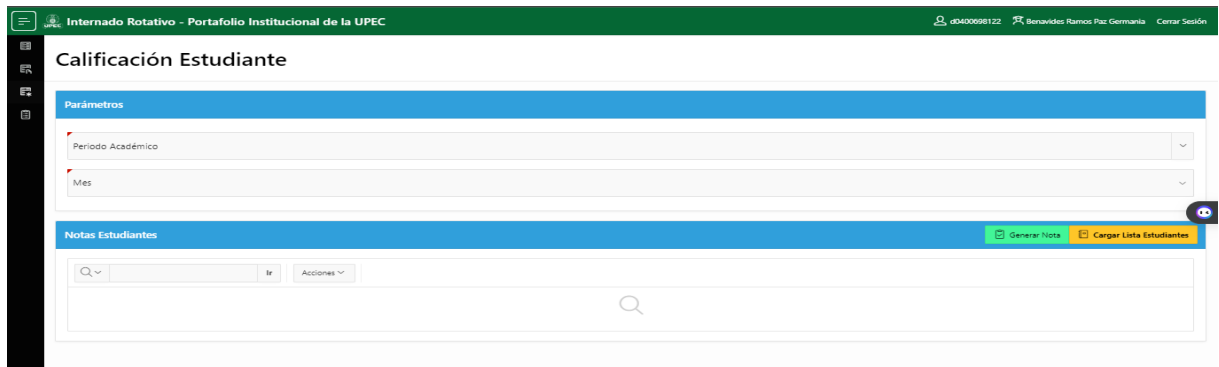 UPEC Internado Rotativo - Portafolio Institucional de la UPEC d0400698122 Benavides Ramos Paz Germania Cerrar Sesión
Calificación Estudiante
Parámetros
Periodo Académico
Mes
Notas Estudiantes Generar Nota Cargar Lista Estudiantes
Ir Acciones